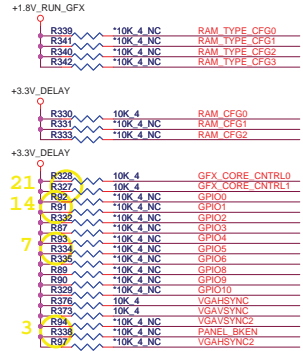 +1.8V_RUN_GFX
R339 *10K_4_NC RAM_TYPE_CFG0
R341 *10K_4_NC RAM_TYPE_CFG1
R340 *10K_4_NC RAM_TYPE_CFG2
R342 *10K_4_NC RAM_TYPE_CFG3
+3.3V_DELAY
R330 10K_4 RAM_CFG0
R331 *10K_4_NC RAM_CFG1
R333 *10K_4_NC RAM_CFG2
+3.3V_DELAY
R328 10K_4 GFX_CORE_CNTRL0
21 R327 10K_4 GFX_CORE_CNTRL1
R92 *10K_4_NC GPIO0
14 R91 *10K_4_NC GPIO1
R332 *10K_4_NC GPIO2
R87 *10K_4_NC GPIO3
R93 *10K_4_NC GPIO4
7 R334 *10K_4_NC GPIO5
R335 *10K_4_NC GPIO6
R89 *10K_4_NC GPIO8
R90 *10K_4_NC GPIO9
R329 *10K_4_NC GPIO10
R376 10K_4 VGAHSYNC
R373 10K_4 VGAVSYNC
R94 *10K_4_NC VGAVSYNC2
3 R338 *10K_4_NC PANEL_BKEN
R97 *10K_4_NC VGAHSYNC2